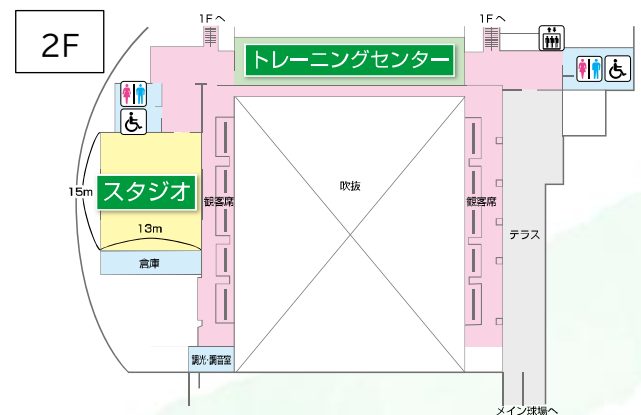 2F
1Fへ
1Fへ
トレーニングセンター
15m
スタジオ
13m
観客席
吹抜
観客席
テラス
倉庫
調光・調音室
メイン球場へ